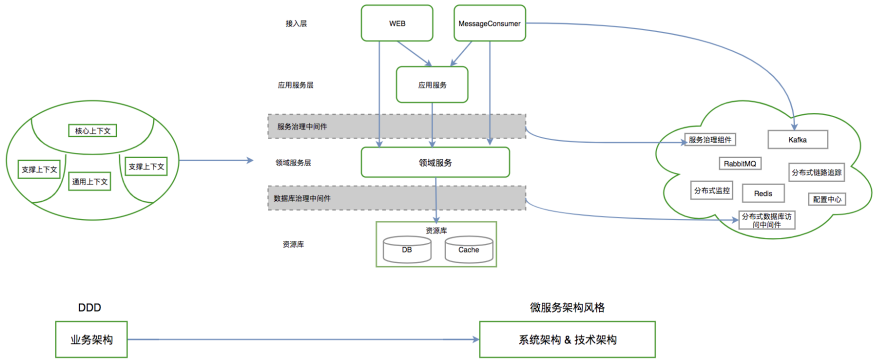 接入层
WEB
MessageConsumer
应用服务层
应用服务
服务治理中间件
领域服务层
领域服务
数据库治理中间件
资源库
资源库
DB
Cache
核心上下文
支撑上下文
支撑上下文
通用上下文
服务治理组件
Kafka
RabbitMQ
分布式链路追踪
分布式监控
Redis
配置中心
分布式数据库访
问中间件
DDD
微服务架构风格
业务架构
系统架构 & 技术架构